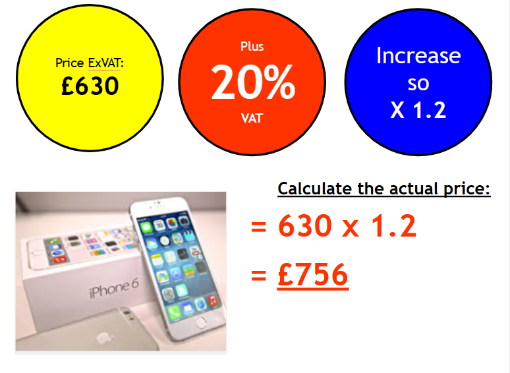 Price ExVAT:
£630
Plus
20%
VAT
Increase
so
X 1.2
Calculate the actual price:
= 630 x 1.2
= £756
iPhone 6